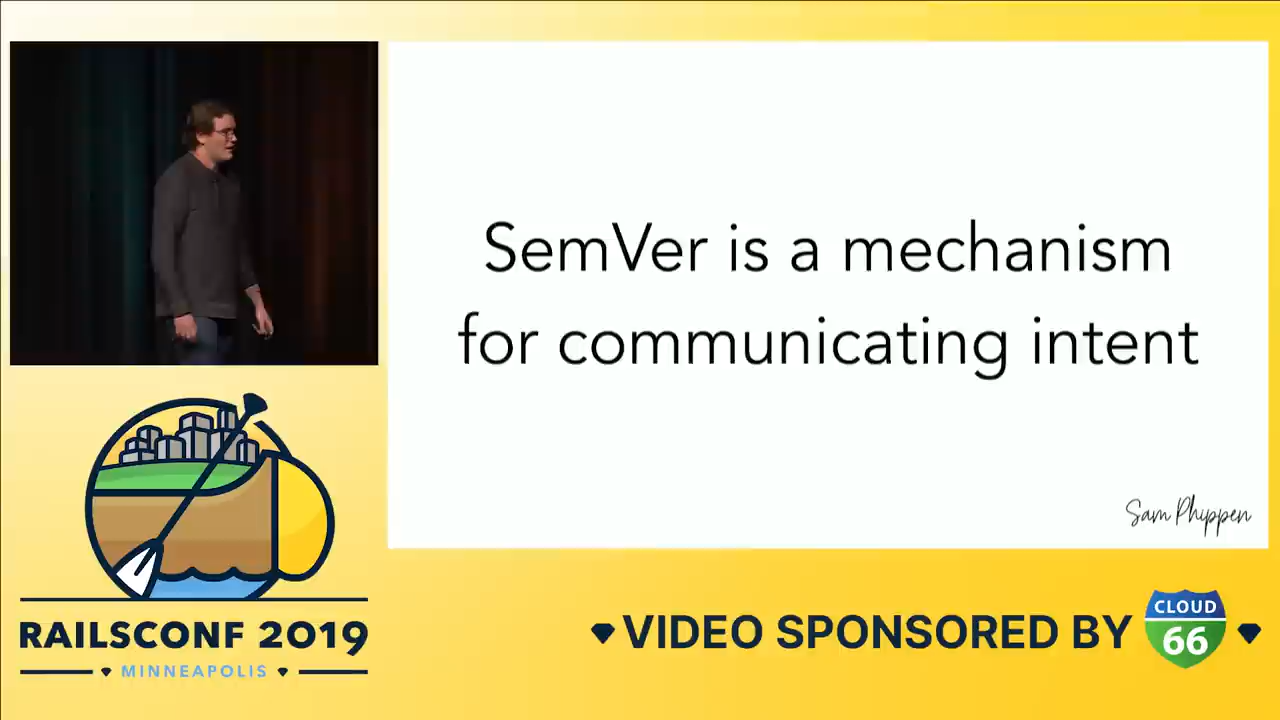 SemVer is a mechanism
for communicating intent
Sam Phippen
RAILSCONF 2019
MINNEAPOLIS
VIDEO SPONSORED BY
CLOUD
66